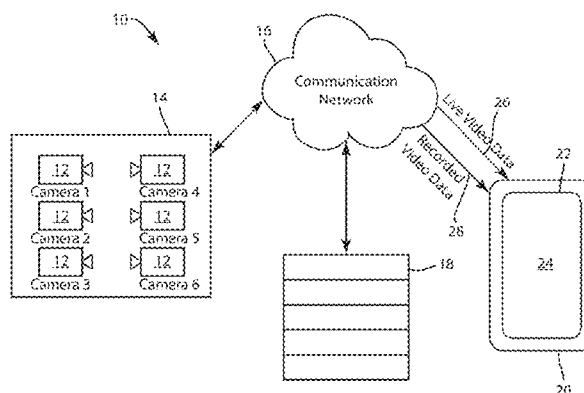 10
16
Communication
Network
14
12
12
Camera 1
Camera 4
12
12
Camera 2
Camera 5
12
12
Camera 3
Camera 6
Live Video Data
26
Recorded
Video Data
28
22
24
18
20